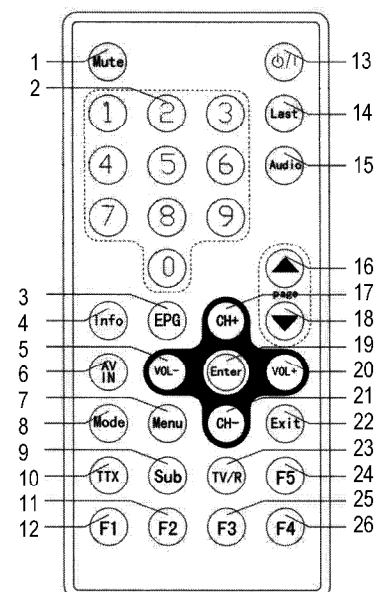 1 Mute ⏻/I 13
2 1 2 3 Last 14
4 5 6 Audio 15
7 8 9
0 16
page 17
3
4 Info EPG CH+ 18
5 19
6 AV IN VOL- Enter VOL+ 20
7 21
8 Mode Menu CH- Exit 22
9 23
10 TTX Sub TV/R F5 24
11 25
12 F1 F2 F3 F4 26